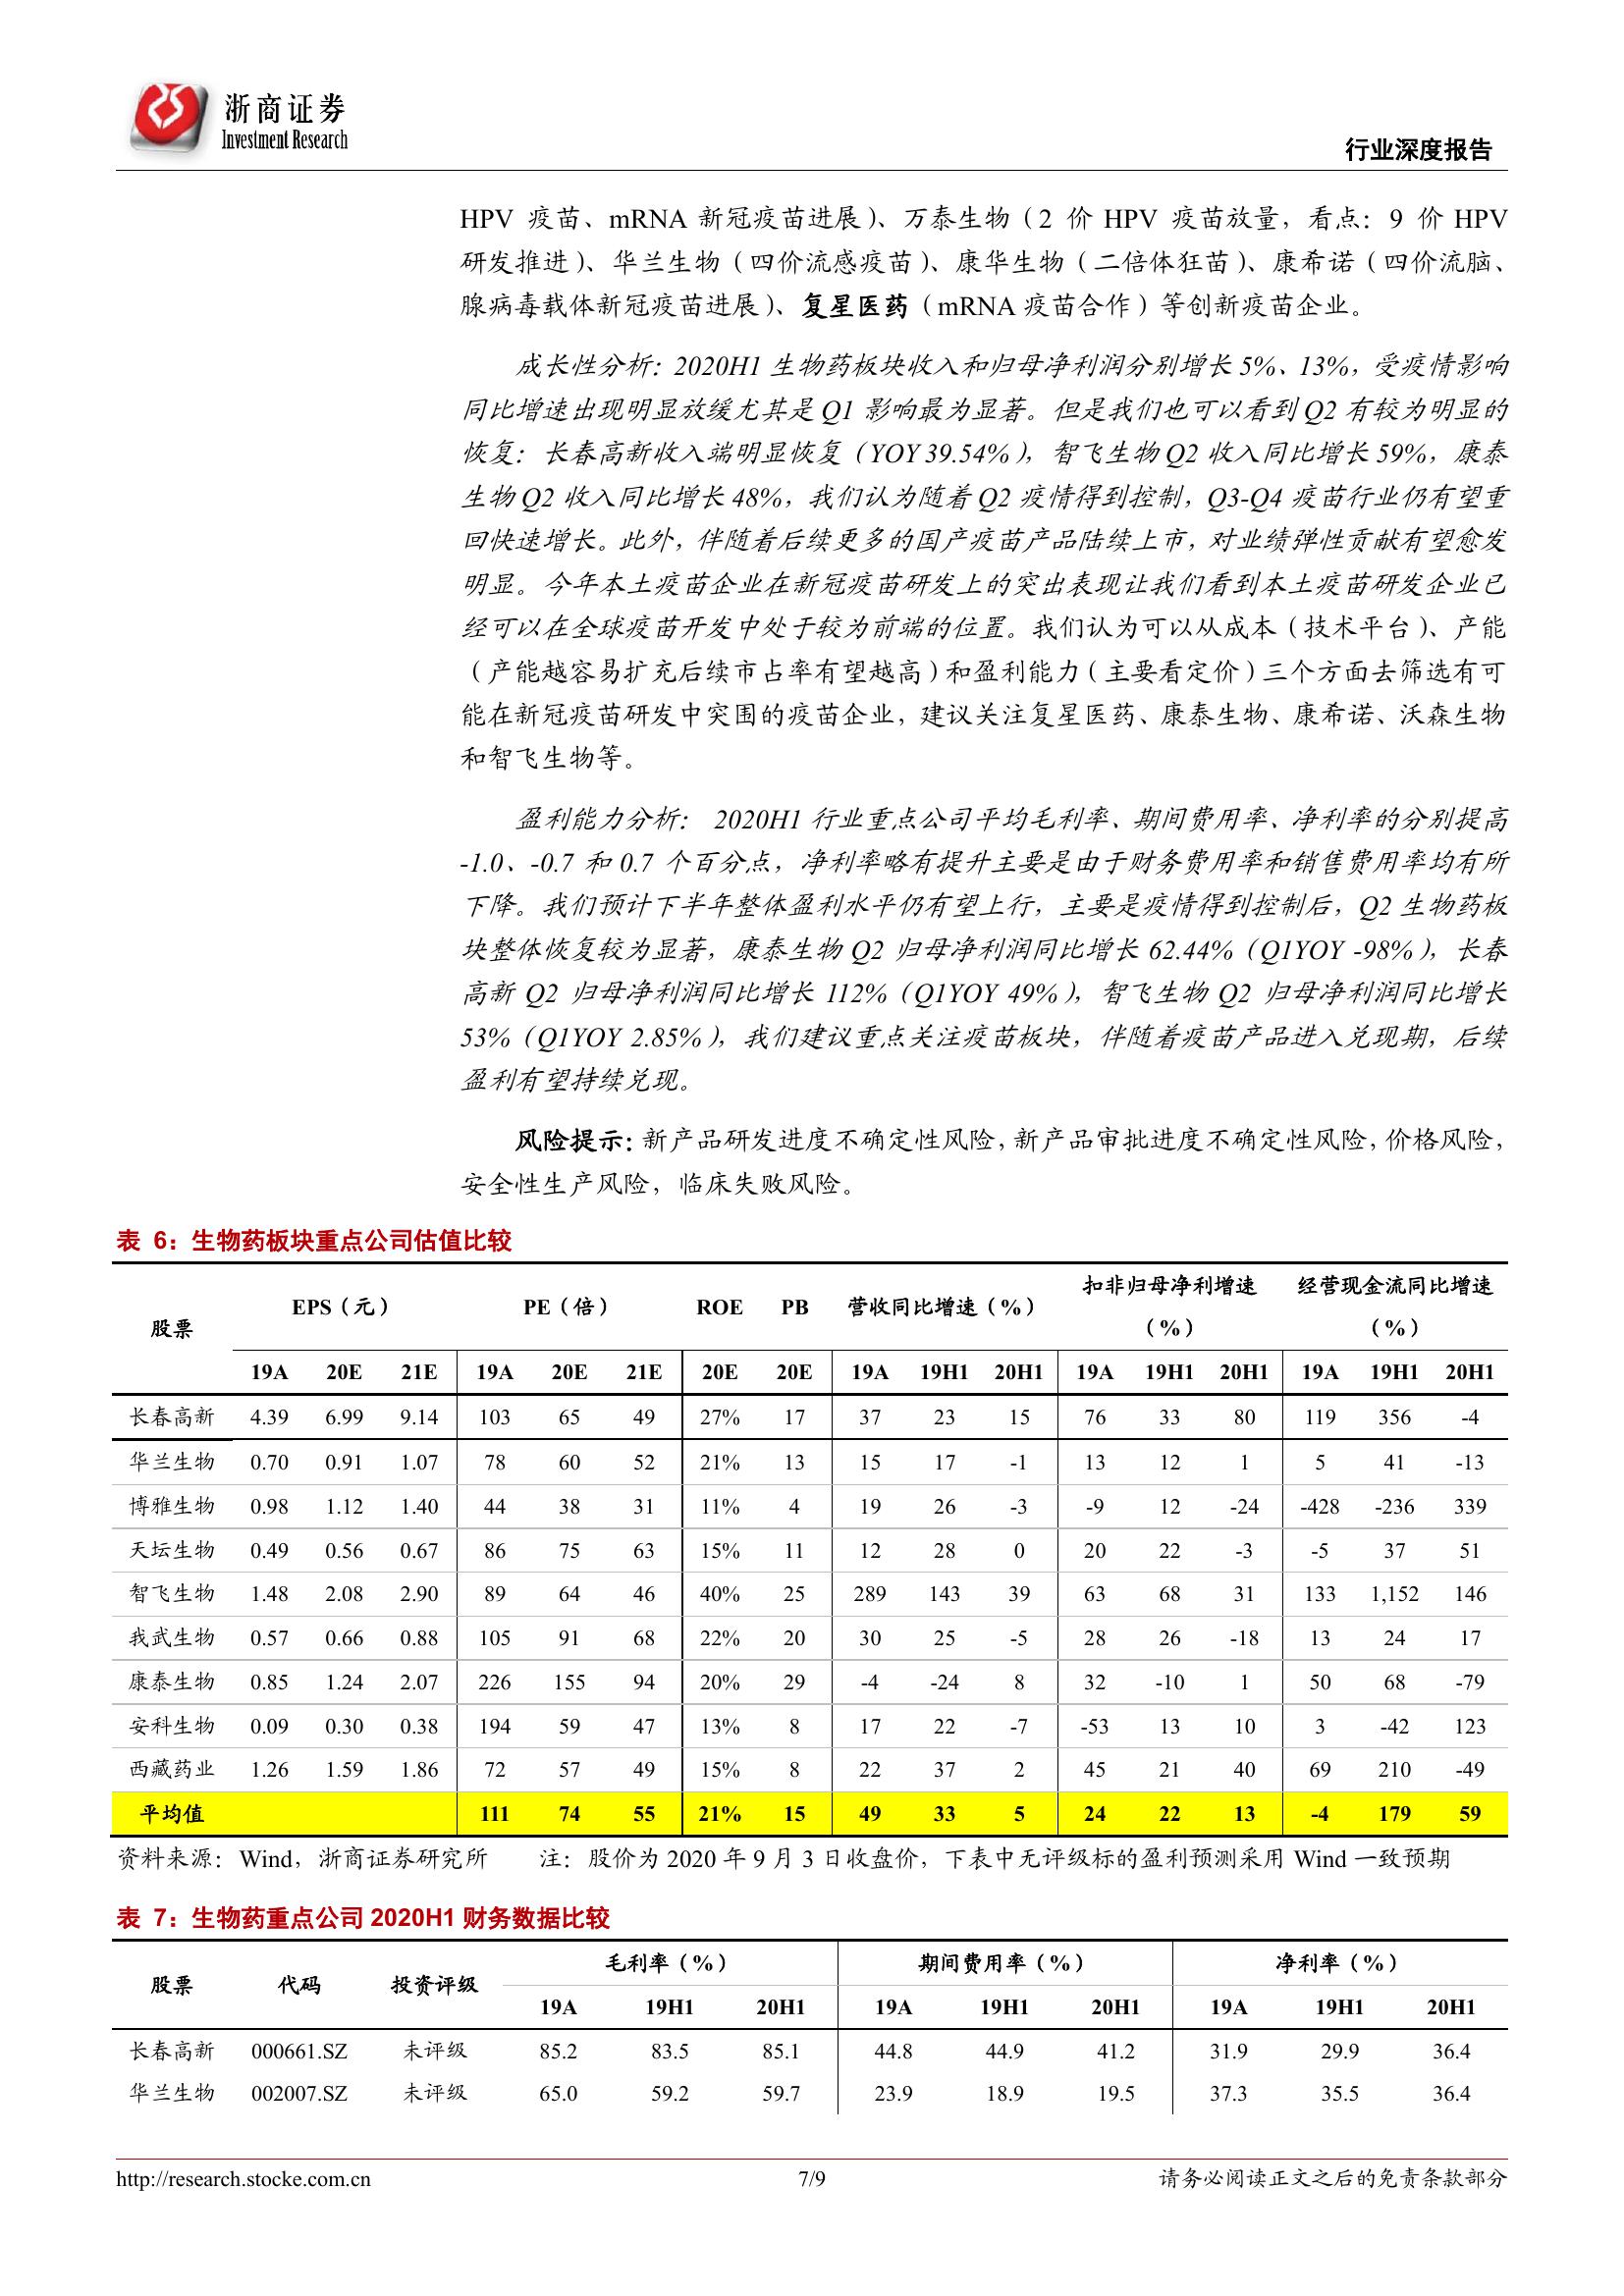 浙商证券
Investment Research
行业深度报告
HPV 疫苗、mRNA 新冠疫苗进展）、万泰生物（2 价 HPV 疫苗放量，看点：9 价 HPV
研发推进）、华兰生物（四价流感疫苗）、康华生物（二倍体狂苗）、康希诺（四价流脑、
腺病毒载体新冠疫苗进展）、复星医药（mRNA 疫苗合作）等创新疫苗企业。
成长性分析：2020H1 生物药板块收入和归母净利润分别增长 5%、13%，受疫情影响
同比增速出现明显放缓尤其是 Q1 影响最为显著。但是我们也可以看到 Q2 有较为明显的
恢复：长春高新收入端明显恢复（YOY 39.54%），智飞生物 Q2 收入同比增长 59%，康泰
生物 Q2 收入同比增长 48%，我们认为随着 Q2 疫情得到控制，Q3-Q4 疫苗行业仍有望重
回快速增长。此外，伴随着后续更多的国产疫苗产品陆续上市，对业绩弹性贡献有望愈发
明显。今年本土疫苗企业在新冠疫苗研发上的突出表现让我们看到本土疫苗研发企业已
经可以在全球疫苗开发中处于较为前端的位置。我们认为可以从成本（技术平台）、产能
（产能越容易扩充后续市占率有望越高）和盈利能力（主要看定价）三个方面去筛选有可
能在新冠疫苗研发中突围的疫苗企业，建议关注复星医药、康泰生物、康希诺、沃森生物
和智飞生物等。
盈利能力分析： 2020H1 行业重点公司平均毛利率、期间费用率、净利率的分别提高
-1.0、-0.7 和 0.7 个百分点，净利率略有提升主要是由于财务费用率和销售费用率均有所
下降。我们预计下半年整体盈利水平仍有望上行，主要是疫情得到控制后，Q2 生物药板
块整体恢复较为显著，康泰生物 Q2 归母净利润同比增长 62.44%（Q1YOY -98%），长春
高新 Q2 归母净利润同比增长 112%（Q1YOY 49%），智飞生物 Q2 归母净利润同比增长
53%（Q1YOY 2.85%），我们建议重点关注疫苗板块，伴随着疫苗产品进入兑现期，后续
盈利有望持续兑现。
风险提示：新产品研发进度不确定性风险，新产品审批进度不确定性风险，价格风险，
安全性生产风险，临床失败风险。
表 6：生物药板块重点公司估值比较
股票 EPS（元） PE（倍） ROE PB 营收同比增速（%） 扣非归母净利增速（%） 经营现金流同比增速（%）
19A 20E 21E 19A 20E 21E 20E 20E 19A 19H1 20H1 19A 19H1 20H1 19A 19H1 20H1
长春高新 4.39 6.99 9.14 103 65 49 27% 17 37 23 15 76 33 80 119 356 -4
华兰生物 0.70 0.91 1.07 78 60 52 21% 13 15 17 -1 13 12 1 5 41 -13
博雅生物 0.98 1.12 1.40 44 38 31 11% 4 19 26 -3 -9 12 -24 -428 -236 339
天坛生物 0.49 0.56 0.67 86 75 63 15% 11 12 28 0 20 22 -3 -5 37 51
智飞生物 1.48 2.08 2.90 89 64 46 40% 25 289 143 39 63 68 31 133 1,152 146
我武生物 0.57 0.66 0.88 105 91 68 22% 20 30 25 -5 28 26 -18 13 24 17
康泰生物 0.85 1.24 2.07 226 155 94 20% 29 -4 -24 8 32 -10 1 50 68 -79
安科生物 0.09 0.30 0.38 194 59 47 13% 8 17 22 -7 -53 13 10 3 -42 123
西藏药业 1.26 1.59 1.86 72 57 49 15% 8 22 37 2 45 21 40 69 210 -49
平均值 111 74 55 21% 15 49 33 5 24 22 13 -4 179 59
资料来源：Wind，浙商证券研究所 注：股价为 2020 年 9 月 3 日收盘价，下表中无评级标的盈利预测采用 Wind 一致预期
表 7：生物药重点公司 2020H1 财务数据比较
股票 代码 投资评级 毛利率（%） 期间费用率（%） 净利率（%）
19A 19H1 20H1 19A 19H1 20H1 19A 19H1 20H1
长春高新 000661.SZ 未评级 85.2 83.5 85.1 44.8 44.9 41.2 31.9 29.9 36.4
华兰生物 002007.SZ 未评级 65.0 59.2 59.7 23.9 18.9 19.5 37.3 35.5 36.4
http://research.stocke.com.cn 7/9 请务必阅读正文之后的免责条款部分